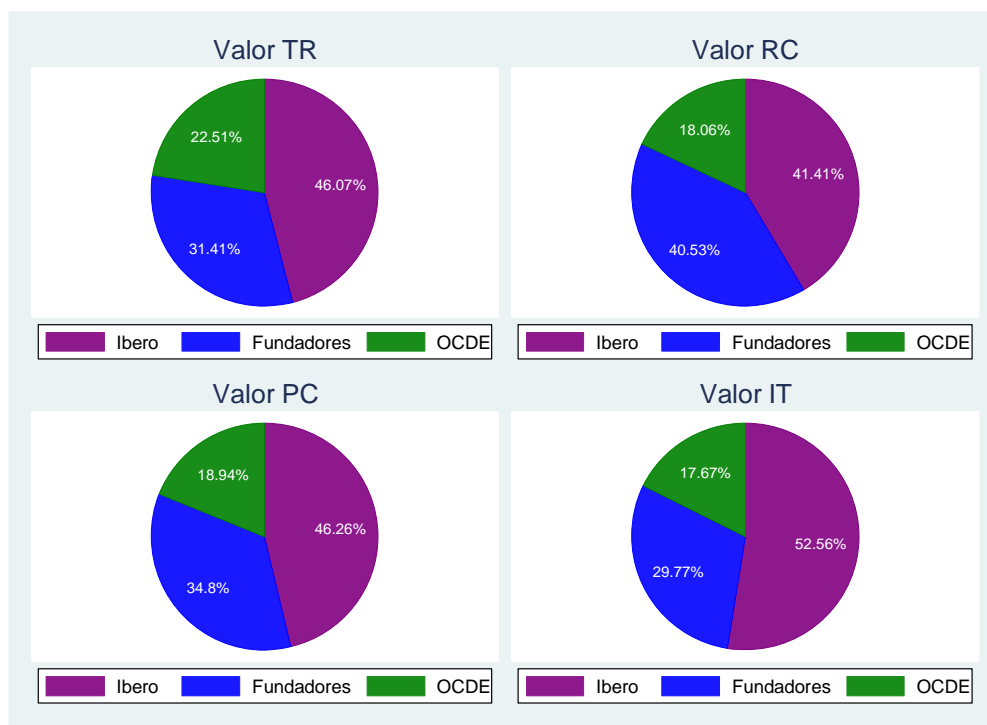 Valor TR
22.51%
46.07%
31.41%
Ibero Fundadores OCDE
Valor RC
18.06%
41.41%
40.53%
Ibero Fundadores OCDE
Valor PC
18.94%
46.26%
34.8%
Ibero Fundadores OCDE
Valor IT
17.67%
52.56%
29.77%
Ibero Fundadores OCDE